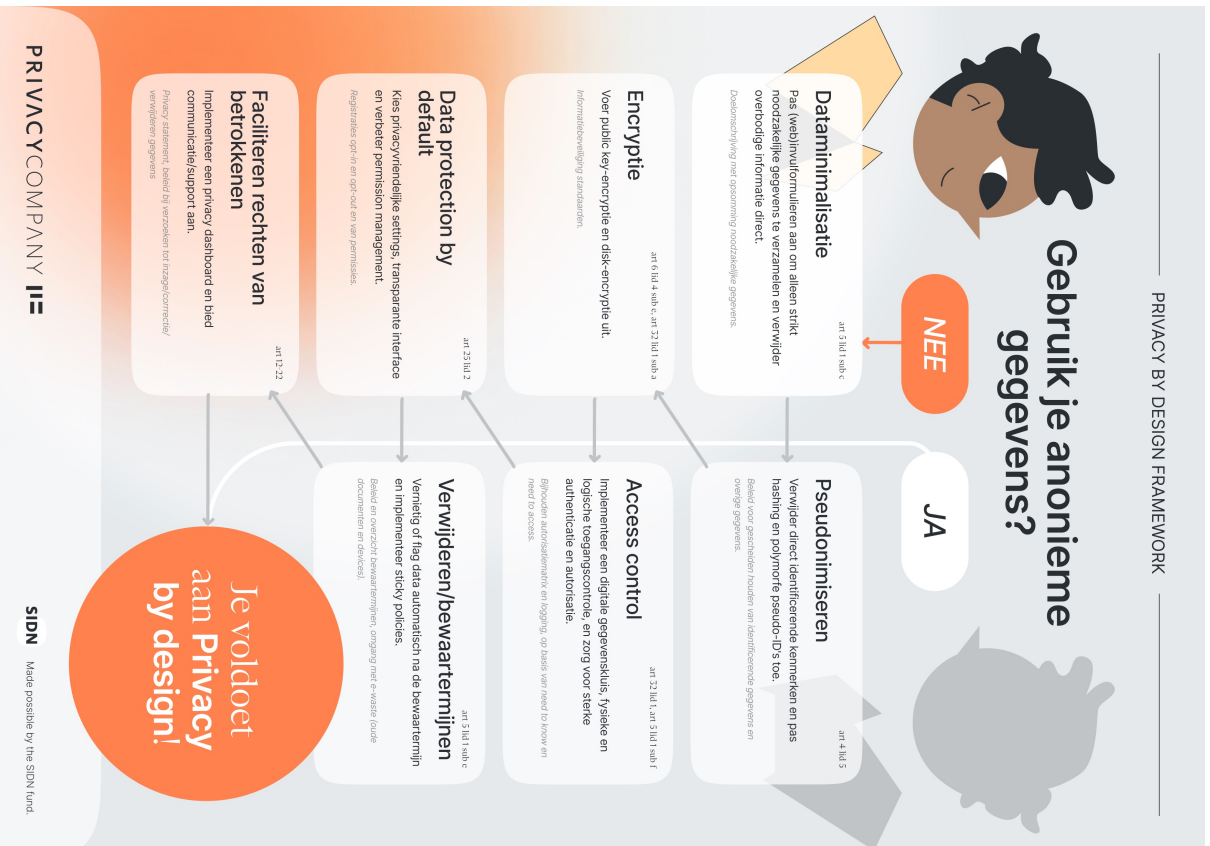 PRIVACY BY DESIGN FRAMEWORK
Gebruik je anonieme
gegevens?
NEE
JA
art 5 lid 1 sub c
Dataminimalisatie
Pas (web)invulformulieren aan om alleen strikt
noodzakelijke gegevens te verzamelen en verwijder
overbodige informatie direct.
Doelomschrijving met opsomming noodzakelijke gegevens.
art 4 lid 5
Pseudonimiseren
Verwijder direct identificerende kenmerken en pas
hashing en polymorfe pseudo-ID's toe.
Beleid voor gescheiden houden van identificerende gegevens en
overige gegevens.
art 6 lid 4 sub e, art 32 lid 1 sub a
Encryptie
Voer public key-encryptie en disk-encryptie uit.
Informatiebeveiliging standaarden.
art 32 lid 1, art 5 lid 1 sub f
Access control
Implementeer een digitale gegevenskluis, fysieke en
logische toegangscontrole, en zorg voor sterke
authenticatie en autorisatie.
Bijhouden autorisatiematrix en logging, op basis van need to know en
need to access.
art 25 lid 2
Data protection by
default
Kies privacyvriendelijke settings, transparante interface
en verbeter permission management.
Registraties opt-in en opt-out en van permissies.
art 5 lid 1 sub e
Verwijderen/bewaartermijnen
Vernietig of flag data automatisch na de bewaartermijn
en implementeer sticky policies.
Beleid en overzicht bewaartermijnen, omgang met e-waste (oude
documenten en devices).
art 12-22
Faciliteren rechten van
betrokkenen
Implementeer een privacy dashboard en bied
communicatie/support aan.
Privacy statement, beleid bij verzoeken tot inzage/correctie/
verwijderen gegevens
Je voldoet
aan Privacy
by design!
PRIVACYCOMPANY
SIDN Made possible by the SIDN fund.